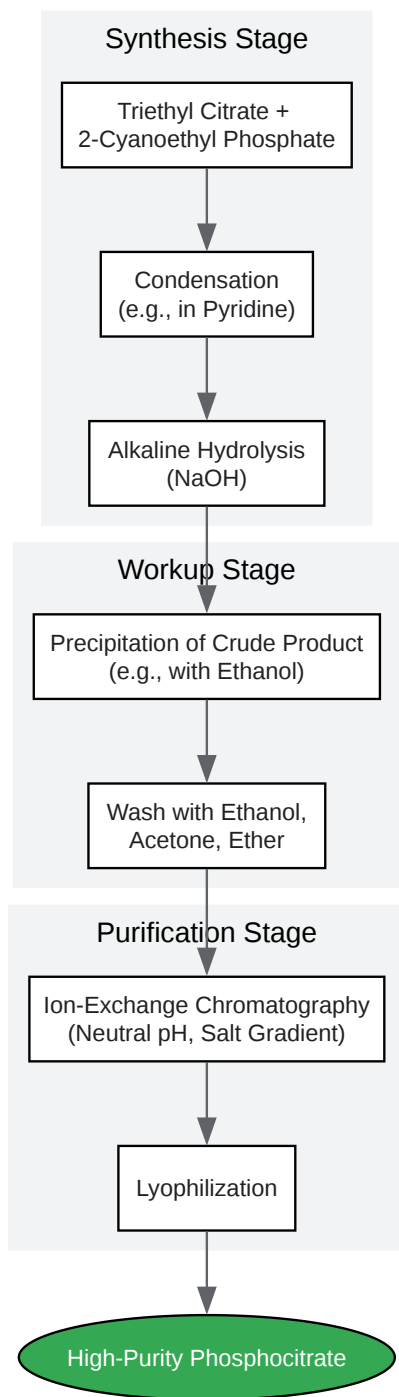 Synthesis Stage
Triethyl Citrate +
2-Cyanoethyl Phosphate
Condensation
(e.g., in Pyridine)
Alkaline Hydrolysis
(NaOH)
Workup Stage
Precipitation of Crude Product
(e.g., with Ethanol)
Wash with Ethanol,
Acetone, Ether
Purification Stage
Ion-Exchange Chromatography
(Neutral pH, Salt Gradient)
Lyophilization
High-Purity Phosphocitrate